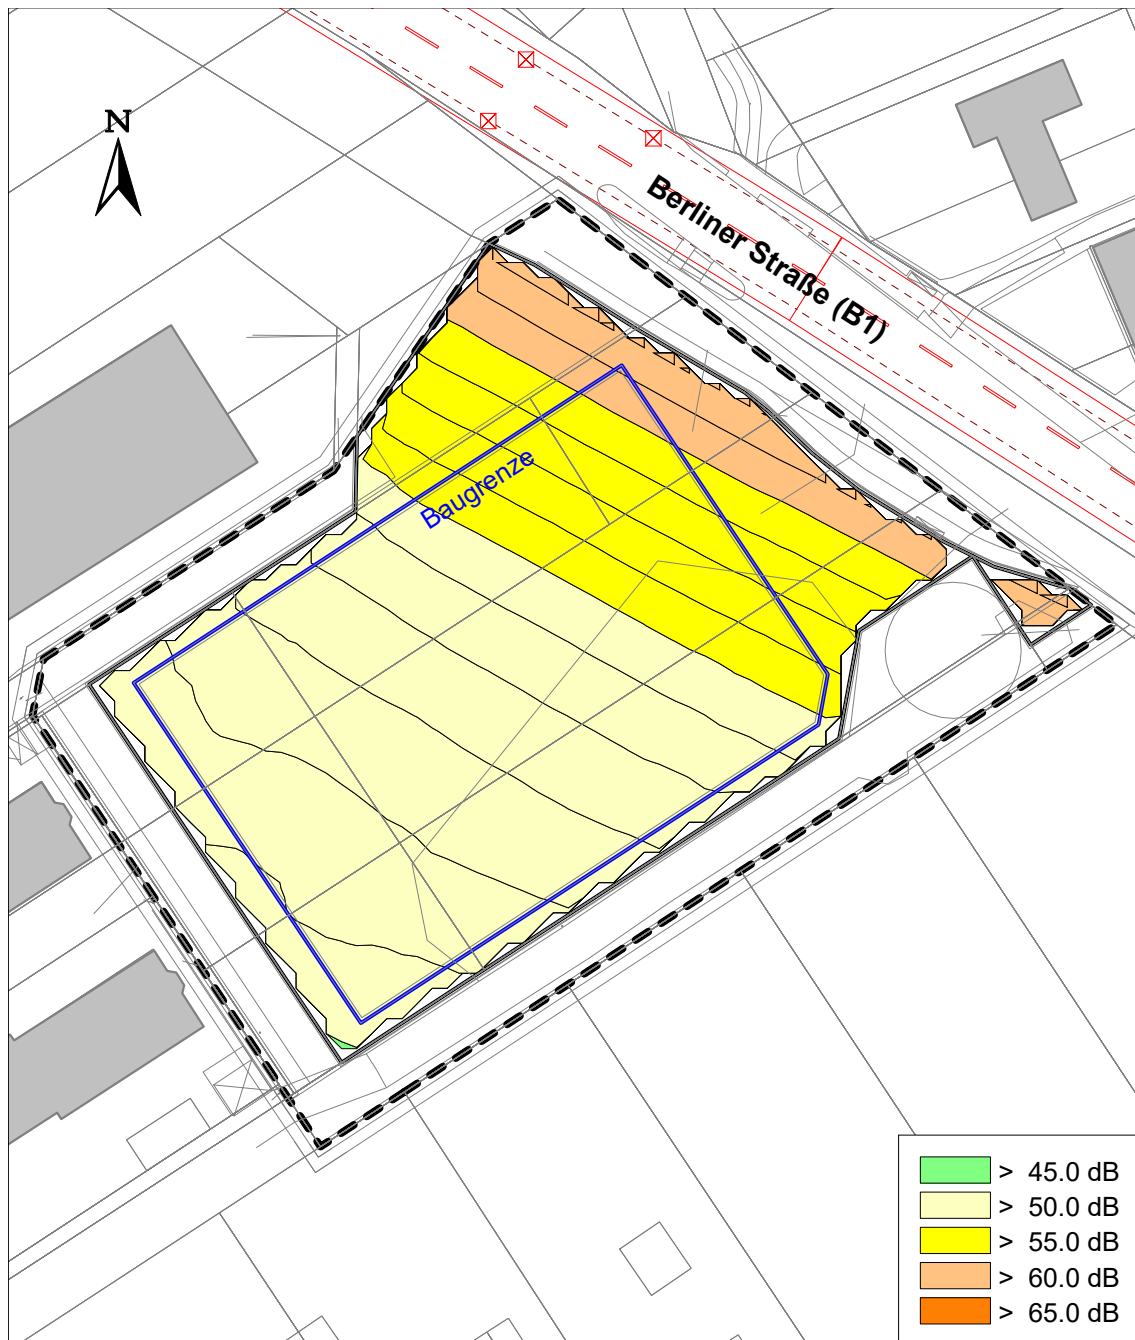 N
Berliner Straße (B1)
Baugrenze
> 45.0 dB
> 50.0 dB
> 55.0 dB
> 60.0 dB
> 65.0 dB